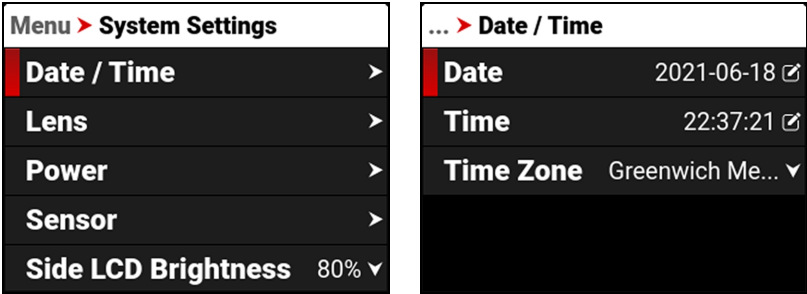 Menu ➤ System Settings
Date / Time
Lens
Power
Sensor
Side LCD Brightness 80%
... ➤ Date / Time
Date 2021-06-18
Time 22:37:21
Time Zone Greenwich Me...